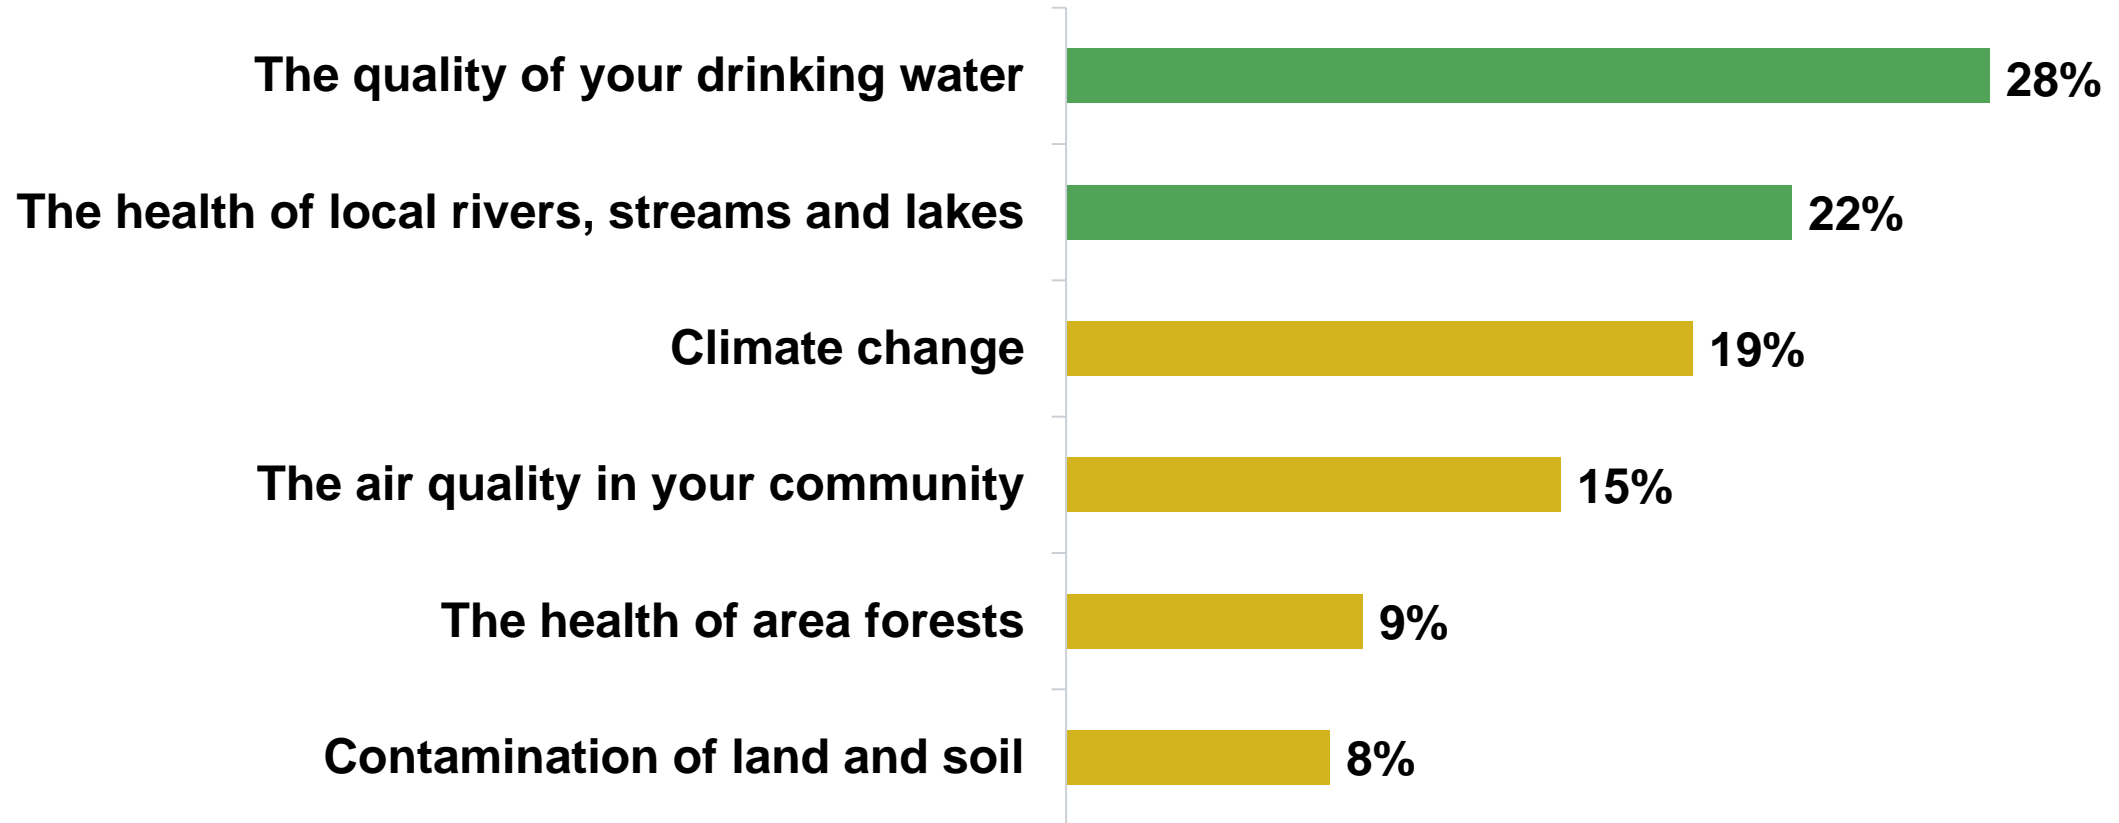 The quality of your drinking water 28%
The health of local rivers, streams and lakes 22%
Climate change 19%
The air quality in your community 15%
The health of area forests 9%
Contamination of land and soil 8%